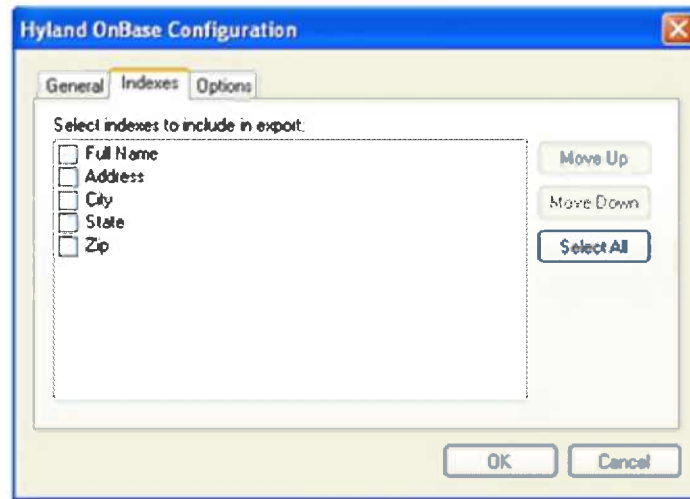 Hyland OnBase Configuration
General Indexes Options
Select indexes to include in export:
Full Name
Address
City
State
Zip
Move Up
Move Down
Select All
OK Cancel